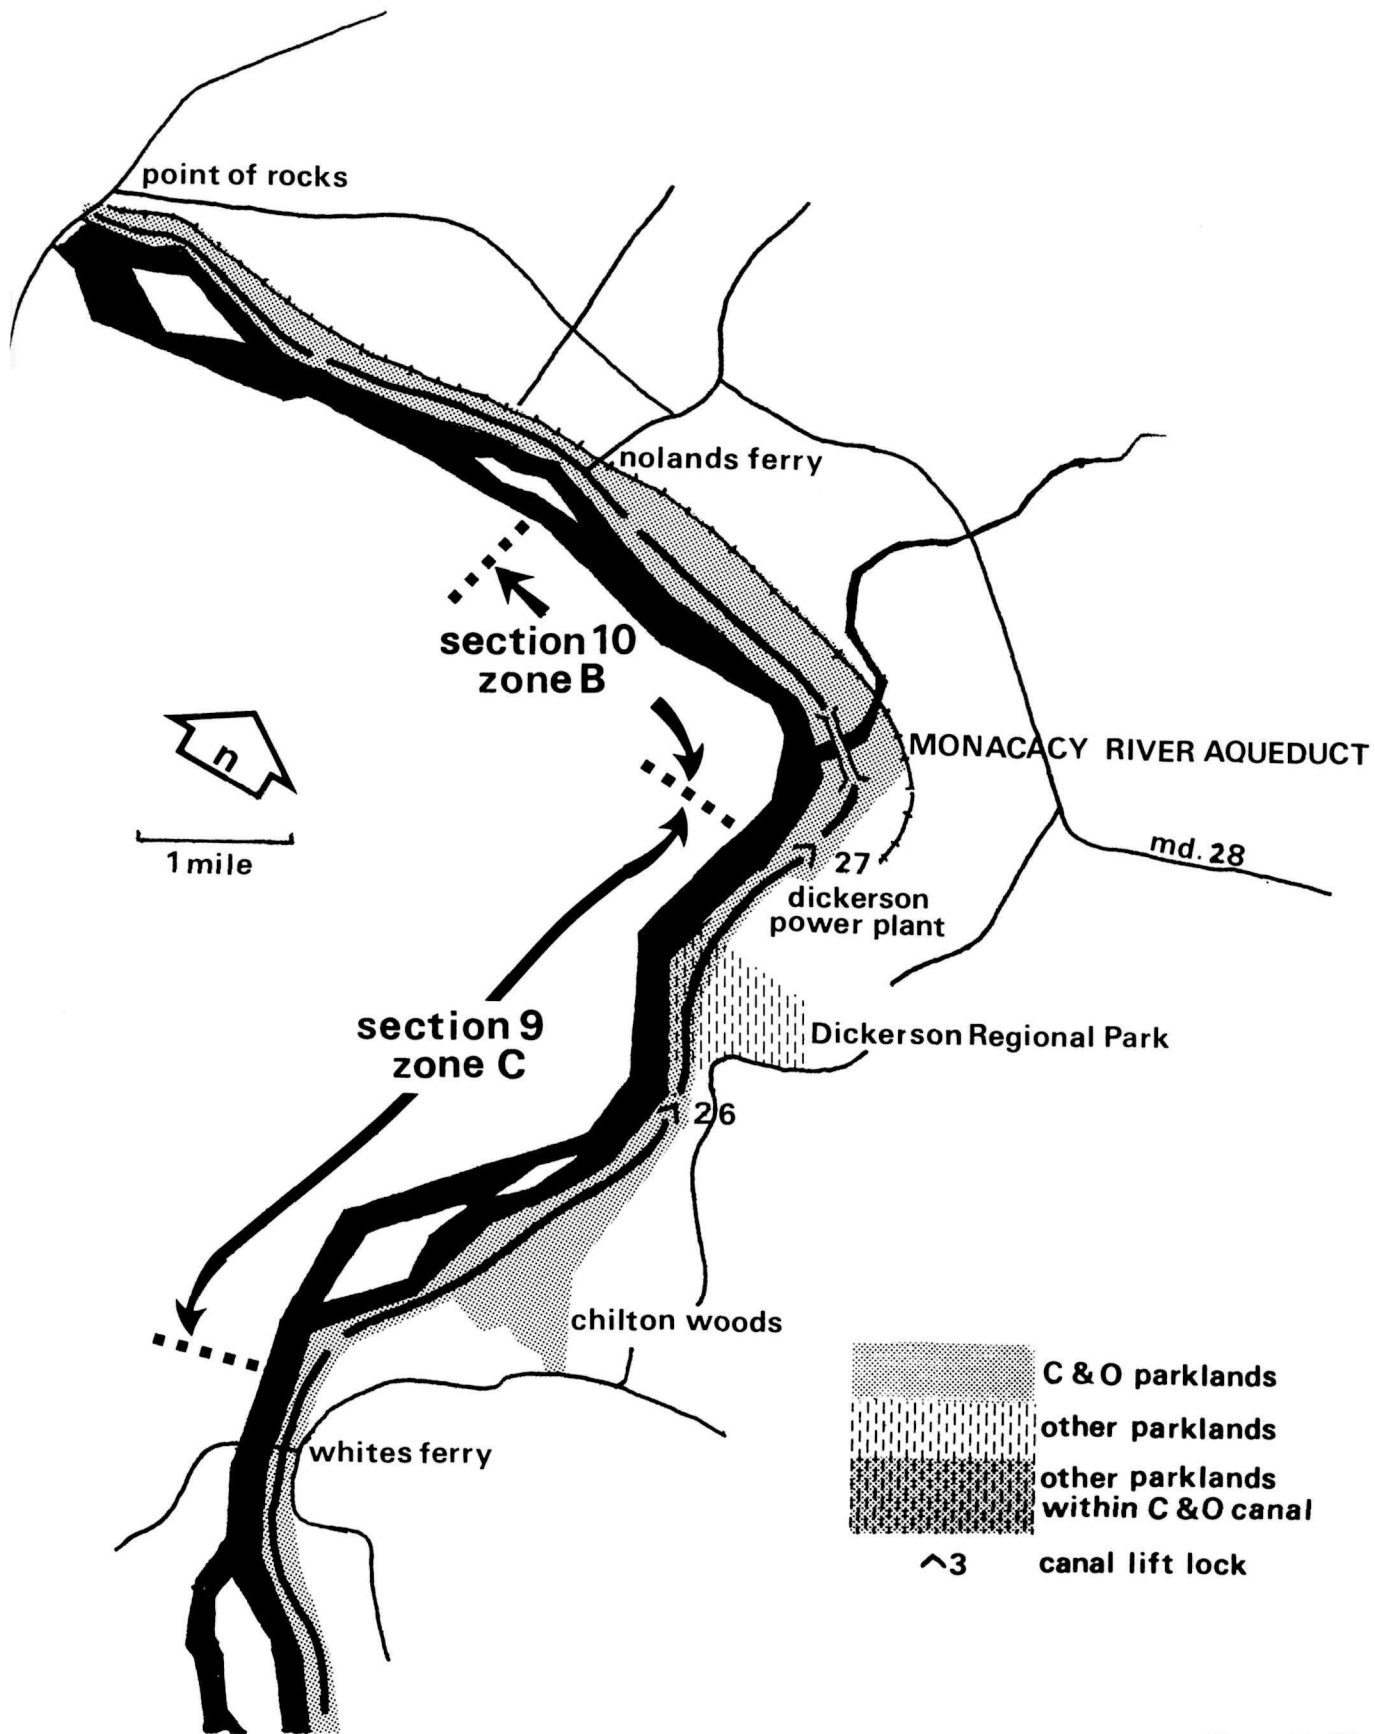 point of rocks
nolands ferry
section 10
zone B
n
MONACACY RIVER AQUEDUCT
1 mile
md. 28
27
dickerson
power plant
section 9
zone C
Dickerson Regional Park
26
chilton woods
C & O parklands
other parklands
other parklands
within C & O canal
^3 canal lift lock
whites ferry